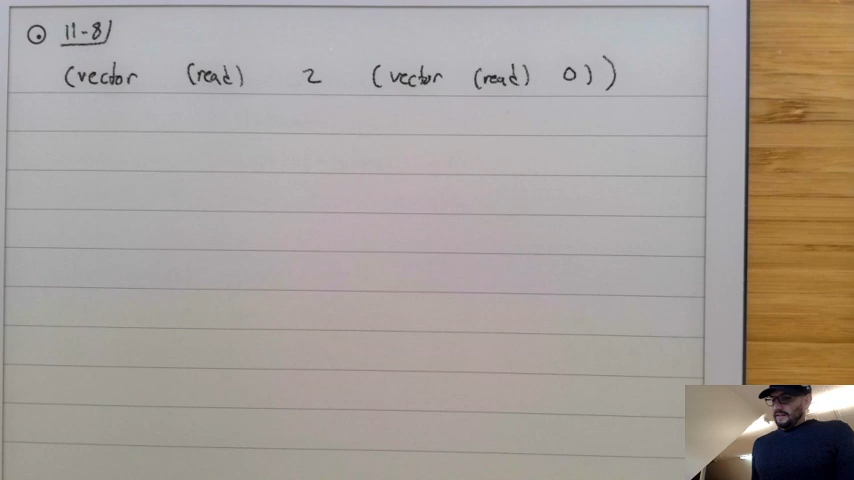 ⊙ 11-8/
(vector (read) 2 (vector (read) 0))